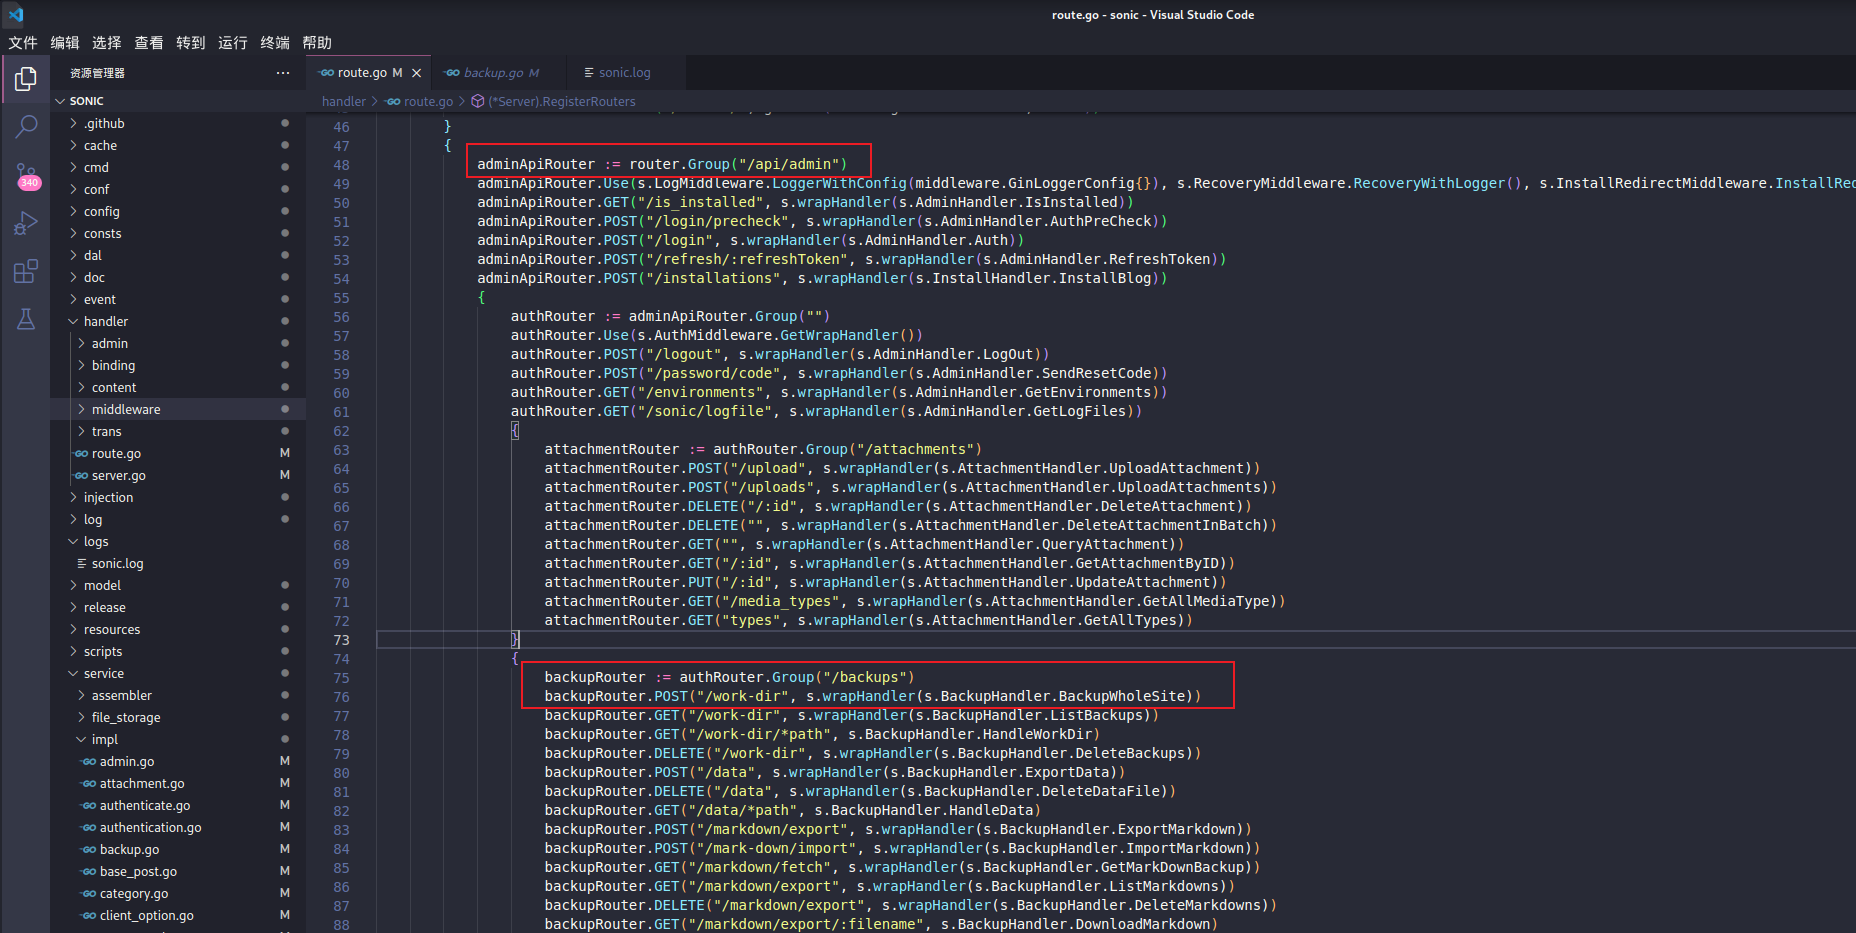 route.go - sonic - Visual Studio Code
文件 编辑 选择 查看 转到 运行 终端 帮助
资源管理器 ···
route.go M
backup.go M
sonic.log
SONIC
handler > route.go > (*Server).RegisterRouters
.github
cache
cmd
conf
config
consts
dal
doc
event
handler
admin
binding
content
middleware
trans
route.go M
server.go M
injection
log
logs
sonic.log
model
release
resources
scripts
service
assembler
file_storage
impl
admin.go M
attachment.go M
authenticate.go M
authentication.go M
backup.go M
base_post.go M
category.go M
client_option.go M
340
46 }
47 {
48 adminApiRouter := router.Group("/api/admin")
49 adminApiRouter.Use(s.LogMiddleware.LoggerWithConfig(middleware.GinLoggerConfig{}), s.RecoveryMiddleware.RecoveryWithLogger(), s.InstallRedirectMiddleware.InstallRed
50 adminApiRouter.GET("/is_installed", s.wrapHandler(s.AdminHandler.IsInstalled))
51 adminApiRouter.POST("/login/precheck", s.wrapHandler(s.AdminHandler.AuthPreCheck))
52 adminApiRouter.POST("/login", s.wrapHandler(s.AdminHandler.Auth))
53 adminApiRouter.POST("/refresh/:refreshToken", s.wrapHandler(s.AdminHandler.RefreshToken))
54 adminApiRouter.POST("/installations", s.wrapHandler(s.InstallHandler.InstallBlog))
55 {
56 authRouter := adminApiRouter.Group("")
57 authRouter.Use(s.AuthMiddleware.GetWrapHandler())
58 authRouter.POST("/logout", s.wrapHandler(s.AdminHandler.LogOut))
59 authRouter.POST("/password/code", s.wrapHandler(s.AdminHandler.SendResetCode))
60 authRouter.GET("/environments", s.wrapHandler(s.AdminHandler.GetEnvironments))
61 authRouter.GET("/sonic/logfile", s.wrapHandler(s.AdminHandler.GetLogFiles))
62 {
63 attachmentRouter := authRouter.Group("/attachments")
64 attachmentRouter.POST("/upload", s.wrapHandler(s.AttachmentHandler.UploadAttachment))
65 attachmentRouter.POST("/uploads", s.wrapHandler(s.AttachmentHandler.UploadAttachments))
66 attachmentRouter.DELETE("/:id", s.wrapHandler(s.AttachmentHandler.DeleteAttachment))
67 attachmentRouter.DELETE("", s.wrapHandler(s.AttachmentHandler.DeleteAttachmentInBatch))
68 attachmentRouter.GET("", s.wrapHandler(s.AttachmentHandler.QueryAttachment))
69 attachmentRouter.GET("/:id", s.wrapHandler(s.AttachmentHandler.GetAttachmentByID))
70 attachmentRouter.PUT("/:id", s.wrapHandler(s.AttachmentHandler.UpdateAttachment))
71 attachmentRouter.GET("/media_types", s.wrapHandler(s.AttachmentHandler.GetAllMediaType))
72 attachmentRouter.GET("types", s.wrapHandler(s.AttachmentHandler.GetAllTypes))
73 }
74 {
75 backupRouter := authRouter.Group("/backups")
76 backupRouter.POST("/work-dir", s.wrapHandler(s.BackupHandler.BackupWholeSite))
77 backupRouter.GET("/work-dir", s.wrapHandler(s.BackupHandler.ListBackups))
78 backupRouter.GET("/work-dir/*path", s.BackupHandler.HandleWorkDir)
79 backupRouter.DELETE("/work-dir", s.wrapHandler(s.BackupHandler.DeleteBackups))
80 backupRouter.POST("/data", s.wrapHandler(s.BackupHandler.ExportData))
81 backupRouter.DELETE("/data", s.wrapHandler(s.BackupHandler.DeleteDataFile))
82 backupRouter.GET("/data/*path", s.BackupHandler.HandleData)
83 backupRouter.POST("/markdown/export", s.wrapHandler(s.BackupHandler.ExportMarkdown))
84 backupRouter.POST("/mark-down/import", s.wrapHandler(s.BackupHandler.ImportMarkdown))
85 backupRouter.GET("/markdown/fetch", s.wrapHandler(s.BackupHandler.GetMarkDownBackup))
86 backupRouter.GET("/markdown/export", s.wrapHandler(s.BackupHandler.ListMarkdowns))
87 backupRouter.DELETE("/markdown/export", s.wrapHandler(s.BackupHandler.DeleteMarkdowns))
88 backupRouter.GET("/markdown/export/:filename", s.BackupHandler.DownloadMarkdown)